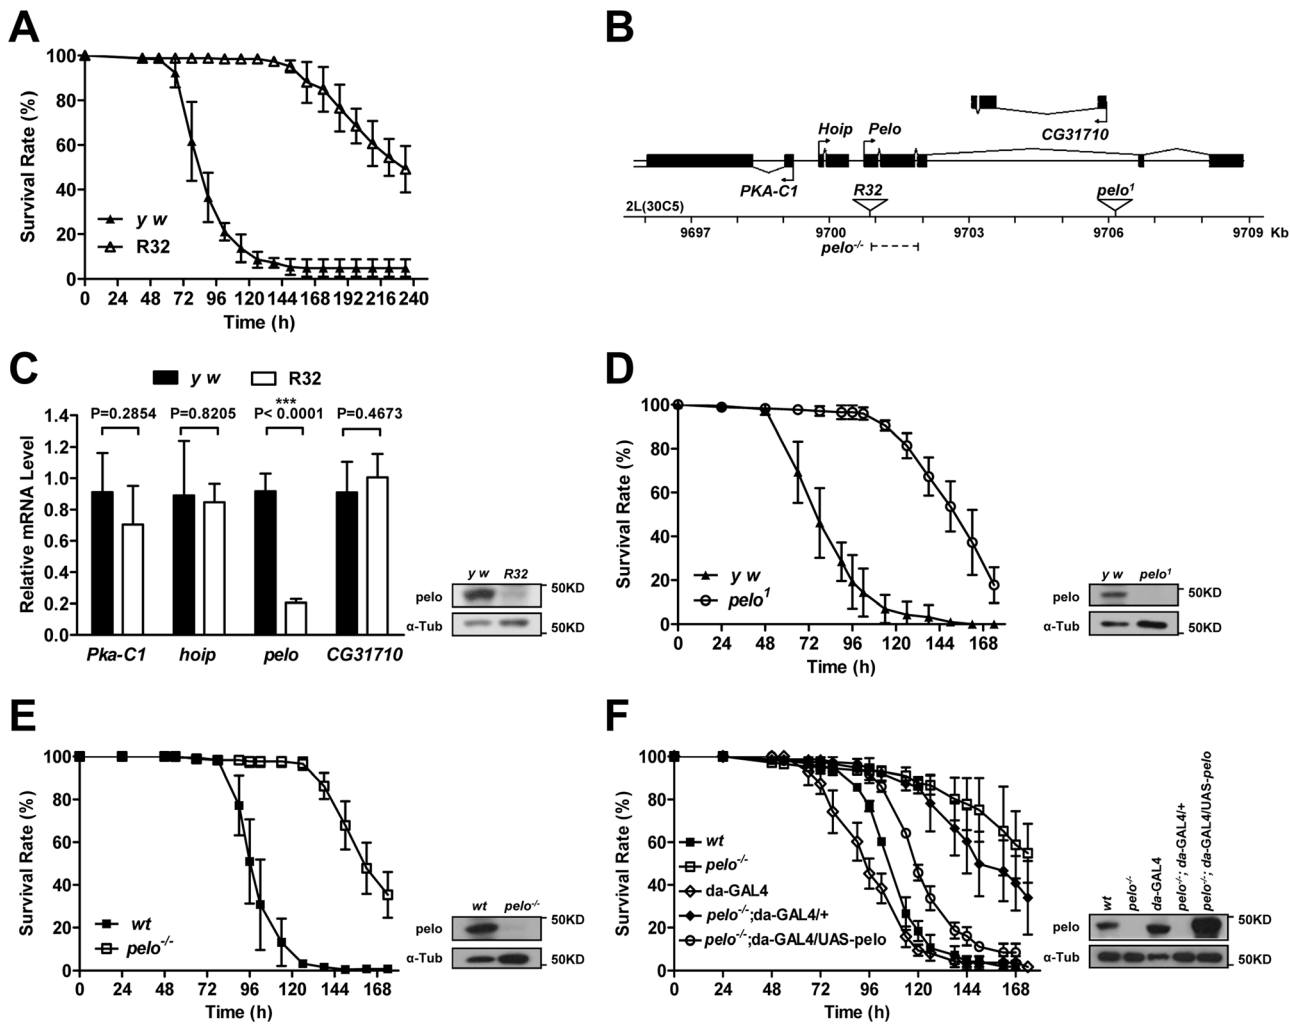 A
Survival Rate (%)
100
80
60
40
20
0
y w
R32
0 24 48 72 96 120 144 168 192 216 240
Time (h)
B
Hoip Pelo CG31710
PKA-C1 R32 pelo1
2L(30C5)
9697 9700 9703 9706 9709 Kb
pelo-/-
C
y w R32
***
P=0.2854 P=0.8205 P< 0.0001 P=0.4673
Relative mRNA Level
1.4
1.2
1.0
0.8
0.6
0.4
0.2
0.0
Pka-C1 hoip pelo CG31710
y w R32
pelo 50KD
α-Tub 50KD
D
Survival Rate (%)
100
80
60
40
20
0
y w
pelo1
0 24 48 72 96 120 144 168
Time (h)
y w pelo1
pelo 50KD
α-Tub 50KD
E
Survival Rate (%)
100
80
60
40
20
0
wt
pelo-/-
0 24 48 72 96 120 144 168
Time (h)
wt pelo-/-
pelo 50KD
α-Tub 50KD
F
Survival Rate (%)
100
80
60
40
20
0
wt
pelo-/-
da-GAL4
pelo-/-;da-GAL4/+
pelo-/-;da-GAL4/UAS-pelo
0 24 48 72 96 120 144 168
Time (h)
wt
pelo-/-
da-GAL4
pelo-/-; da-GAL4/+
pelo-/-; da-GAL4/UAS-pelo
pelo 50KD
α-Tub 50KD